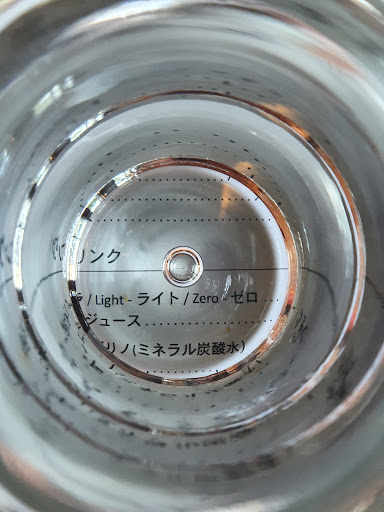 リンク
/ Light - ライト / Zero - ゼロ ...
ジュース..............
リノ(ミネラル炭酸水)